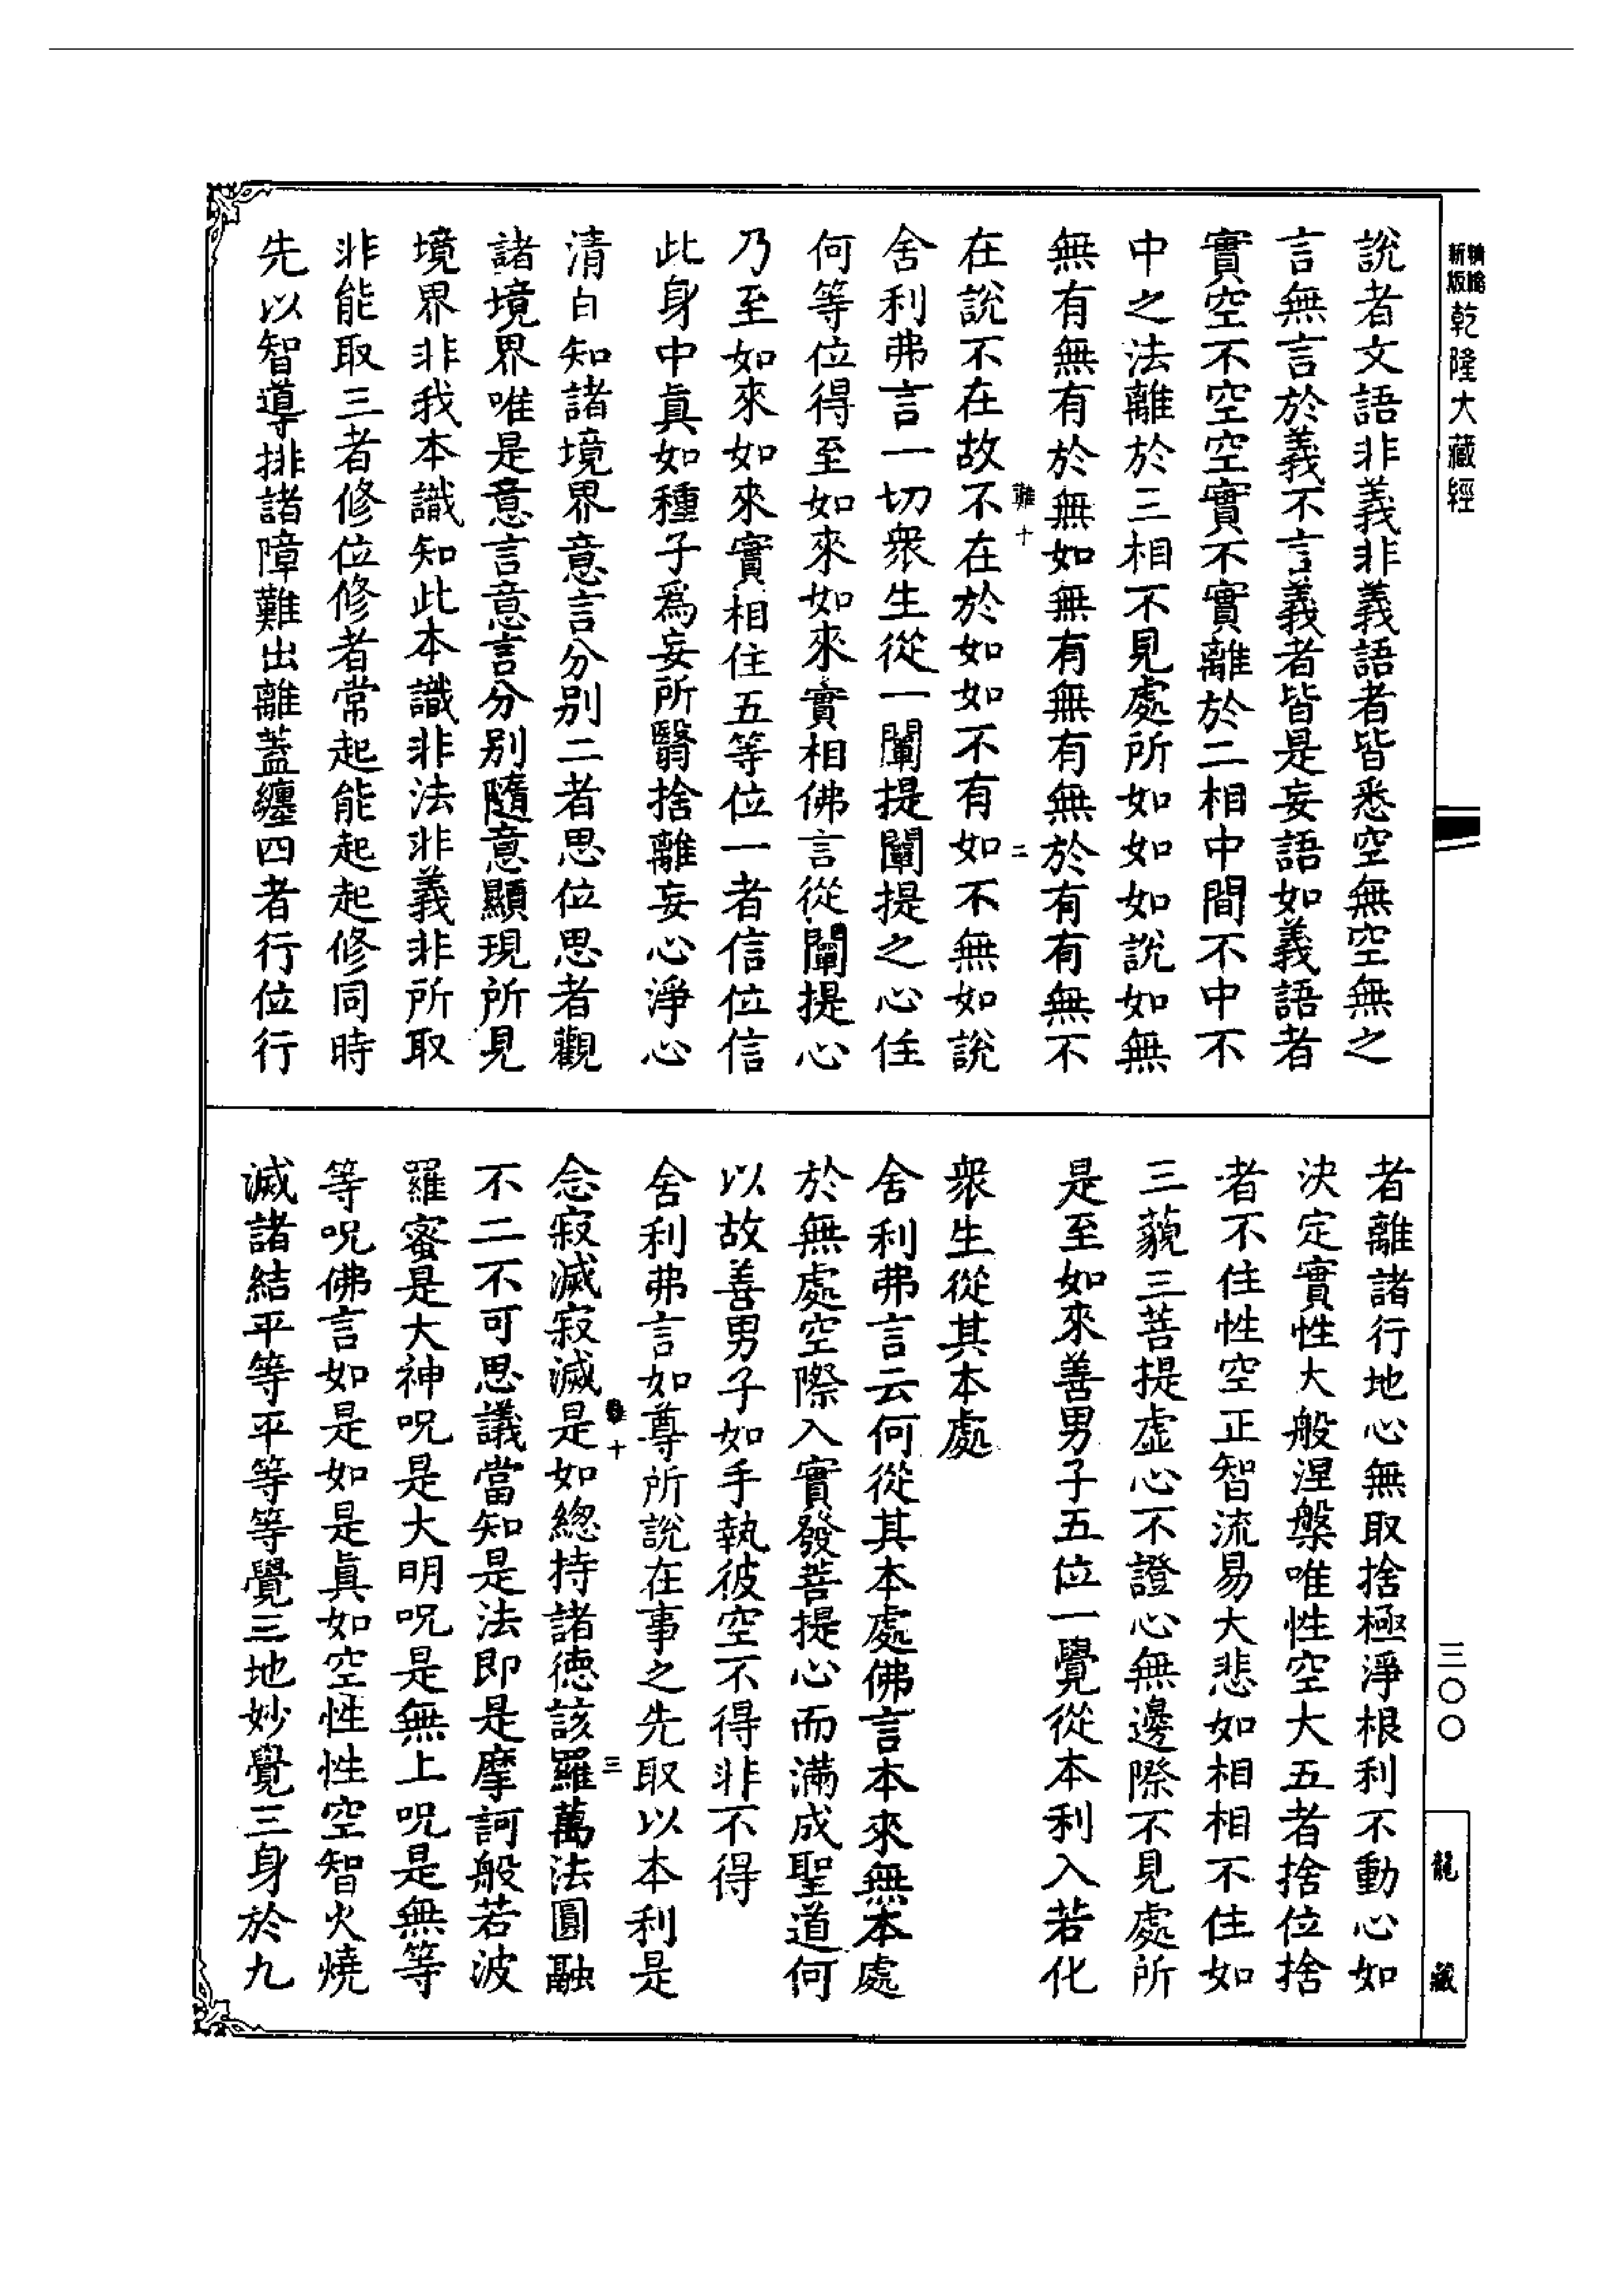 新版
精縮
乾隆大藏經
說者文語非義非義語者皆悉空無空無之
言無言於義不言義者皆是妄語如義語者
實空不空空實不實離於二相中間不中不
中之法離於三相不見處所如如如說如無
無有無有於無如無有無有無於有有無不
在說不在故不在於如如不有如不無如說
舍利弗言一切眾生從一闡提闡提之心住
何等位得至如來如來實相佛言從闡提心
乃至如來如來實相住五等位一者信位信
此身中真如種子為妄所翳捨離妄心淨心
清白知諸境界意言分別二者思位思者觀
諸境界唯是意言意言分別隨意顯現所見
境界非我本識知此本識非法非義非所取
非能取三者修位修者常起能起起修同時
先以智導排諸障難出離蓋纏四者行位行
十
二
者離諸行地心無取捨極淨根利不動心如
決定實性大般涅槃唯性空大五者捨位捨
者不住性空正智流易大悲如相相不住如
三藐三菩提虛心不證心無邊際不見處所
是至如來善男子五位一覺從本利入若化
眾生從其本處
舍利弗言云何從其本處佛言本來無本處
於無處空際入實發菩提心而滿成聖道何
以故善男子如手執彼空不得非不得
舍利弗言如尊所說在事之先取以本利是
念寂滅寂滅是如總持諸德該羅萬法圓融
不二不可思議當知是法即是摩訶般若波
羅蜜是大神呪是大明呪是無上呪是無等
等呪佛言如是如是真如空性性空智火燒
滅諸結平等平等等覺三地妙覺三身於九
十
三
三〇〇
龍藏